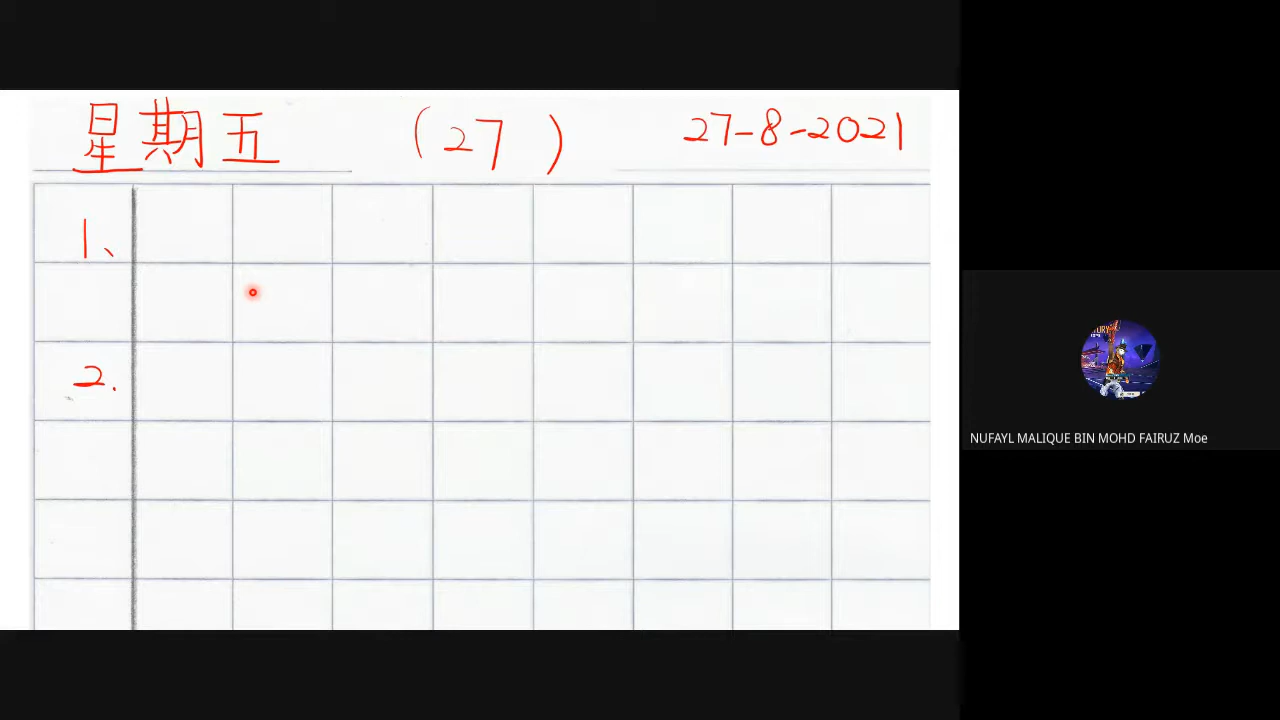 星期五 (27) 27-8-2021
1、
2.
NUFAYL MALIQUE BIN MOHD FAIRUZ Moe